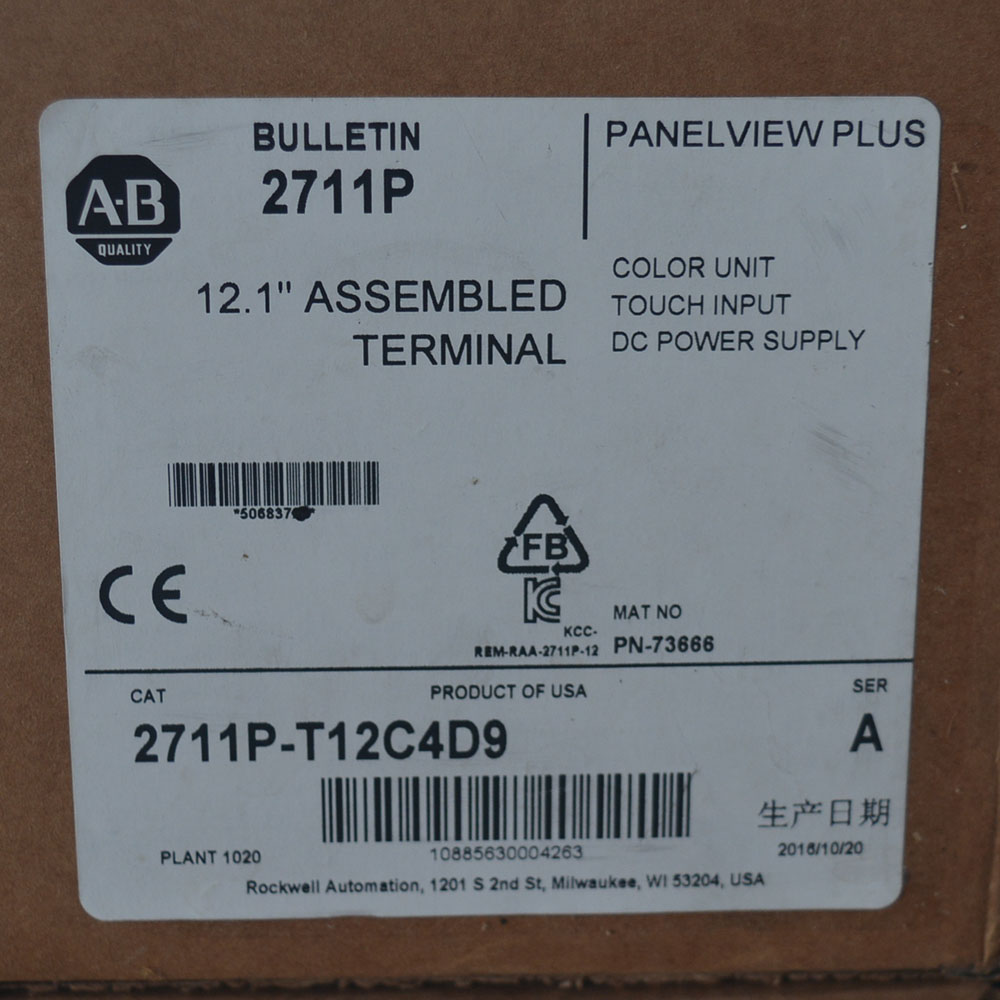 BULLETIN
2711P
PANELVIEW PLUS
A-B
QUALITY
12.1" ASSEMBLED
TERMINAL
COLOR UNIT
TOUCH INPUT
DC POWER SUPPLY
FB
KC
KCC-
REM-RAA-2711P-12
MAT NO
PN-73666
CE
CAT
PRODUCT OF USA
SER
2711P-T12C4D9
A
生产日期
2016/10/20
10885630004263
PLANT 1020
Rockwell Automation, 1201 S 2nd St, Milwaukee, WI 53204, USA